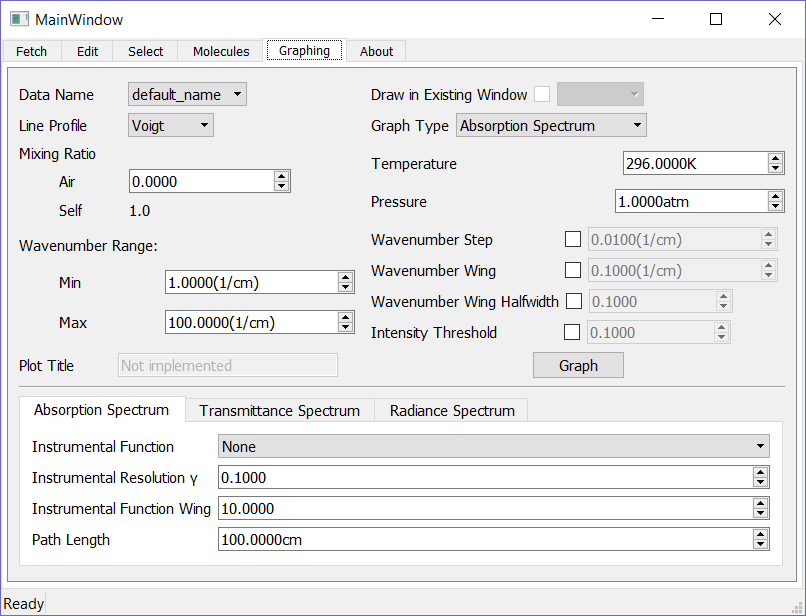 MainWindow
Fetch Edit Select Molecules Graphing About
Data Name default_name Draw in Existing Window
Line Profile Voigt Graph Type Absorption Spectrum
Mixing Ratio
Air 0.0000 Temperature 296.0000K
Self 1.0 Pressure 1.0000atm
Wavenumber Range: Wavenumber Step 0.0100(1/cm)
Wavenumber Wing 0.1000(1/cm)
Min 1.0000(1/cm)
Wavenumber Wing Halfwidth 0.1000
Max 100.0000(1/cm) Intensity Threshold 0.1000
Plot Title Not implemented Graph
Absorption Spectrum Transmittance Spectrum Radiance Spectrum
Instrumental Function None
Instrumental Resolution γ 0.1000
Instrumental Function Wing 10.0000
Path Length 100.0000cm
Ready